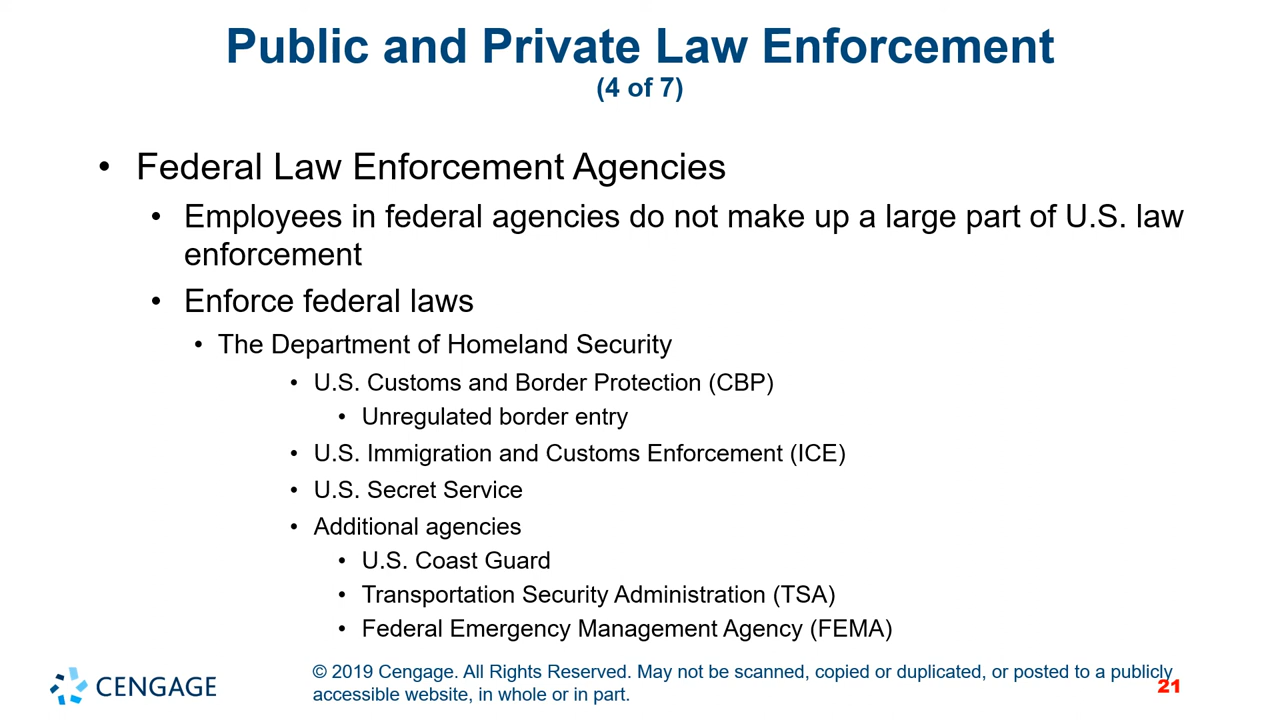 Public and Private Law Enforcement
(4 of 7)
• Federal Law Enforcement Agencies
• Employees in federal agencies do not make up a large part of U.S. law
enforcement
• Enforce federal laws
• The Department of Homeland Security
• U.S. Customs and Border Protection (CBP)
• Unregulated border entry
• U.S. Immigration and Customs Enforcement (ICE)
• U.S. Secret Service
• Additional agencies
• U.S. Coast Guard
• Transportation Security Administration (TSA)
• Federal Emergency Management Agency (FEMA)
CENGAGE
© 2019 Cengage. All Rights Reserved. May not be scanned, copied or duplicated, or posted to a publicly
accessible website, in whole or in part.
21